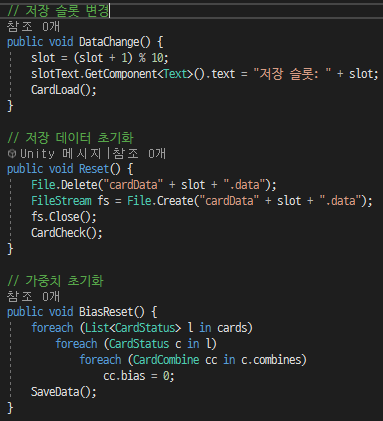 // 저장 슬롯 변경
참조 0개
public void DataChange() {
slot = (slot + 1) % 10;
slotText.GetComponent<Text>().text = "저장 슬롯: " + slot;
CardLoad();
}
// 저장 데이터 초기화
Unity 메시지|참조 0개
public void Reset() {
File.Delete("cardData" + slot + ".data");
FileStream fs = File.Create("cardData" + slot + ".data");
fs.Close();
CardCheck();
}
// 가중치 초기화
참조 0개
public void BiasReset() {
foreach (List<CardStatus> l in cards)
foreach (CardStatus c in l)
foreach (CardCombine cc in c.combines)
cc.bias = 0;
SaveData();
}